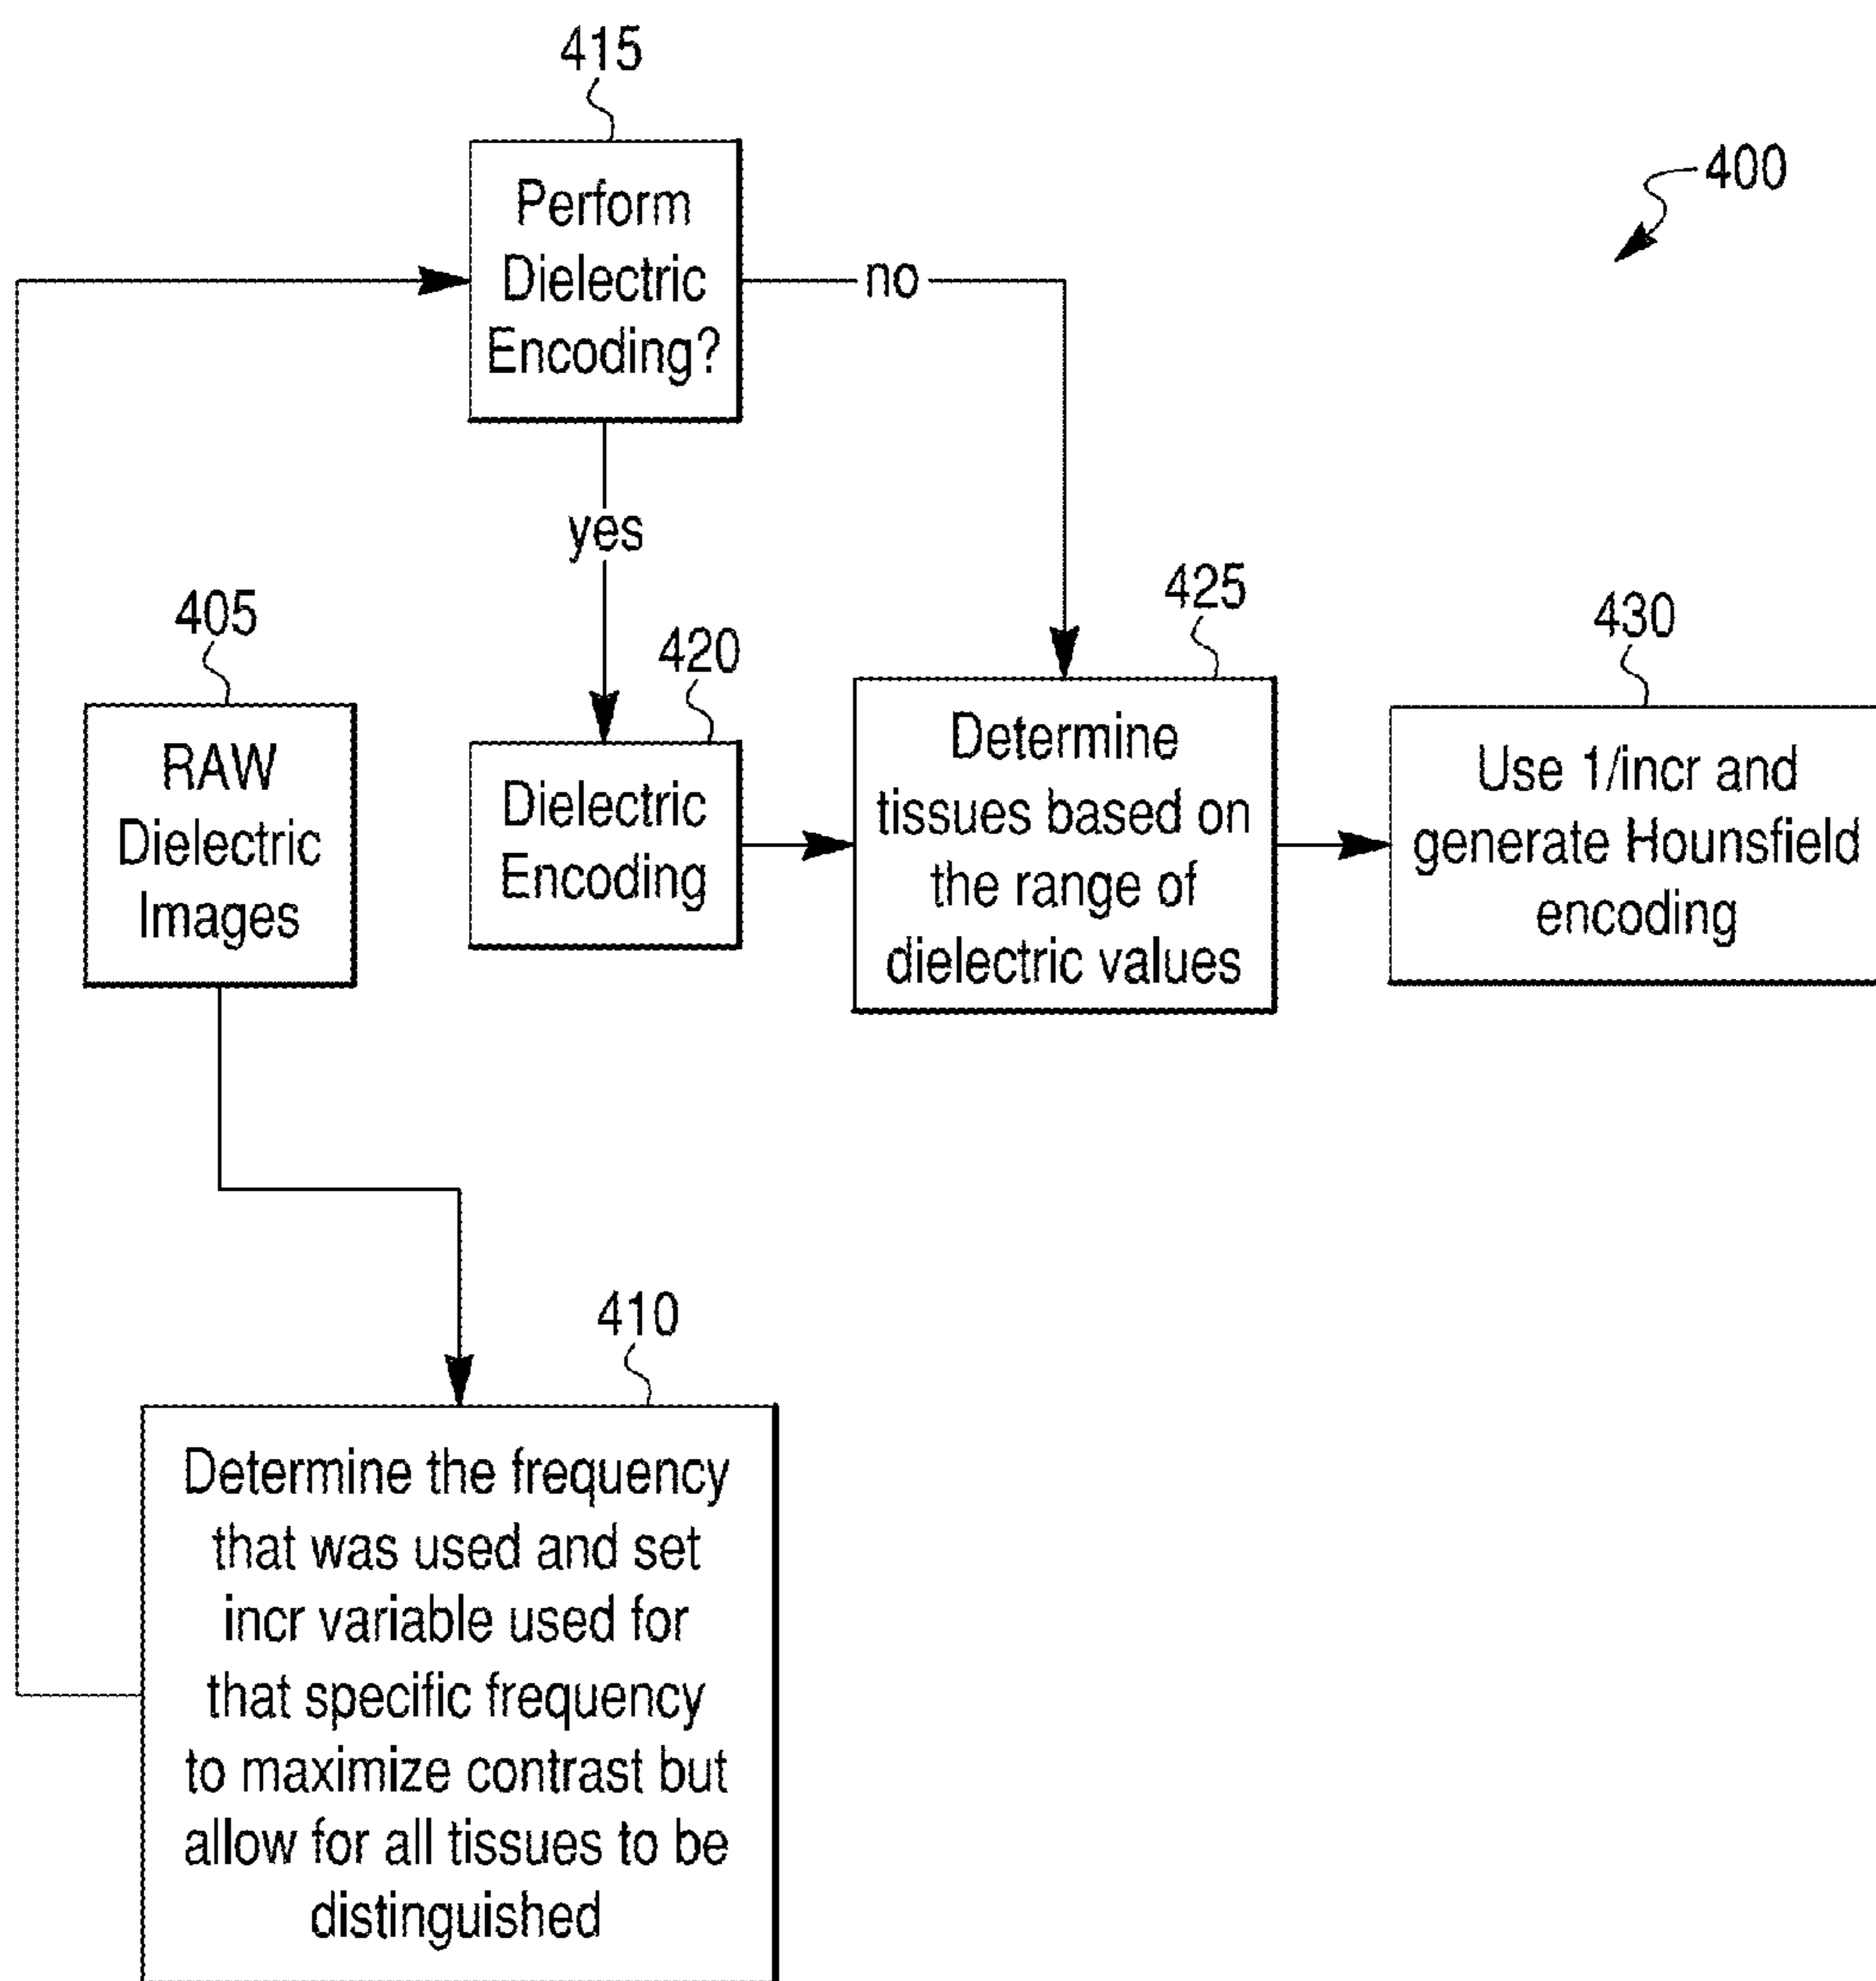 415
Perform
Dielectric
Encoding?
400
no
yes
405
RAW
Dielectric
Images
420
Dielectric
Encoding
425
Determine
tissues based on
the range of
dielectric values
430
Use 1/incr and
generate Hounsfield
encoding
410
Determine the frequency
that was used and set
incr variable used for
that specific frequency
to maximize contrast but
allow for all tissues to be
distinguished